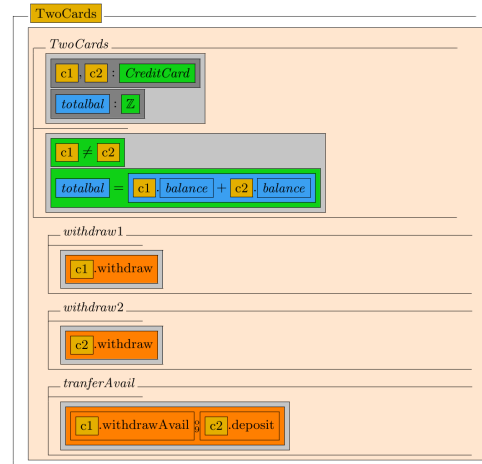 TwoCards
TwoCards
c1, c2 : CreditCard
totalbal : ℤ
c1 ≠ c2
totalbal = c1.balance + c2.balance
withdraw1
c1.withdraw
withdraw2
c2.withdraw
tranferAvail
c1.withdrawAvail ⨟ c2.deposit